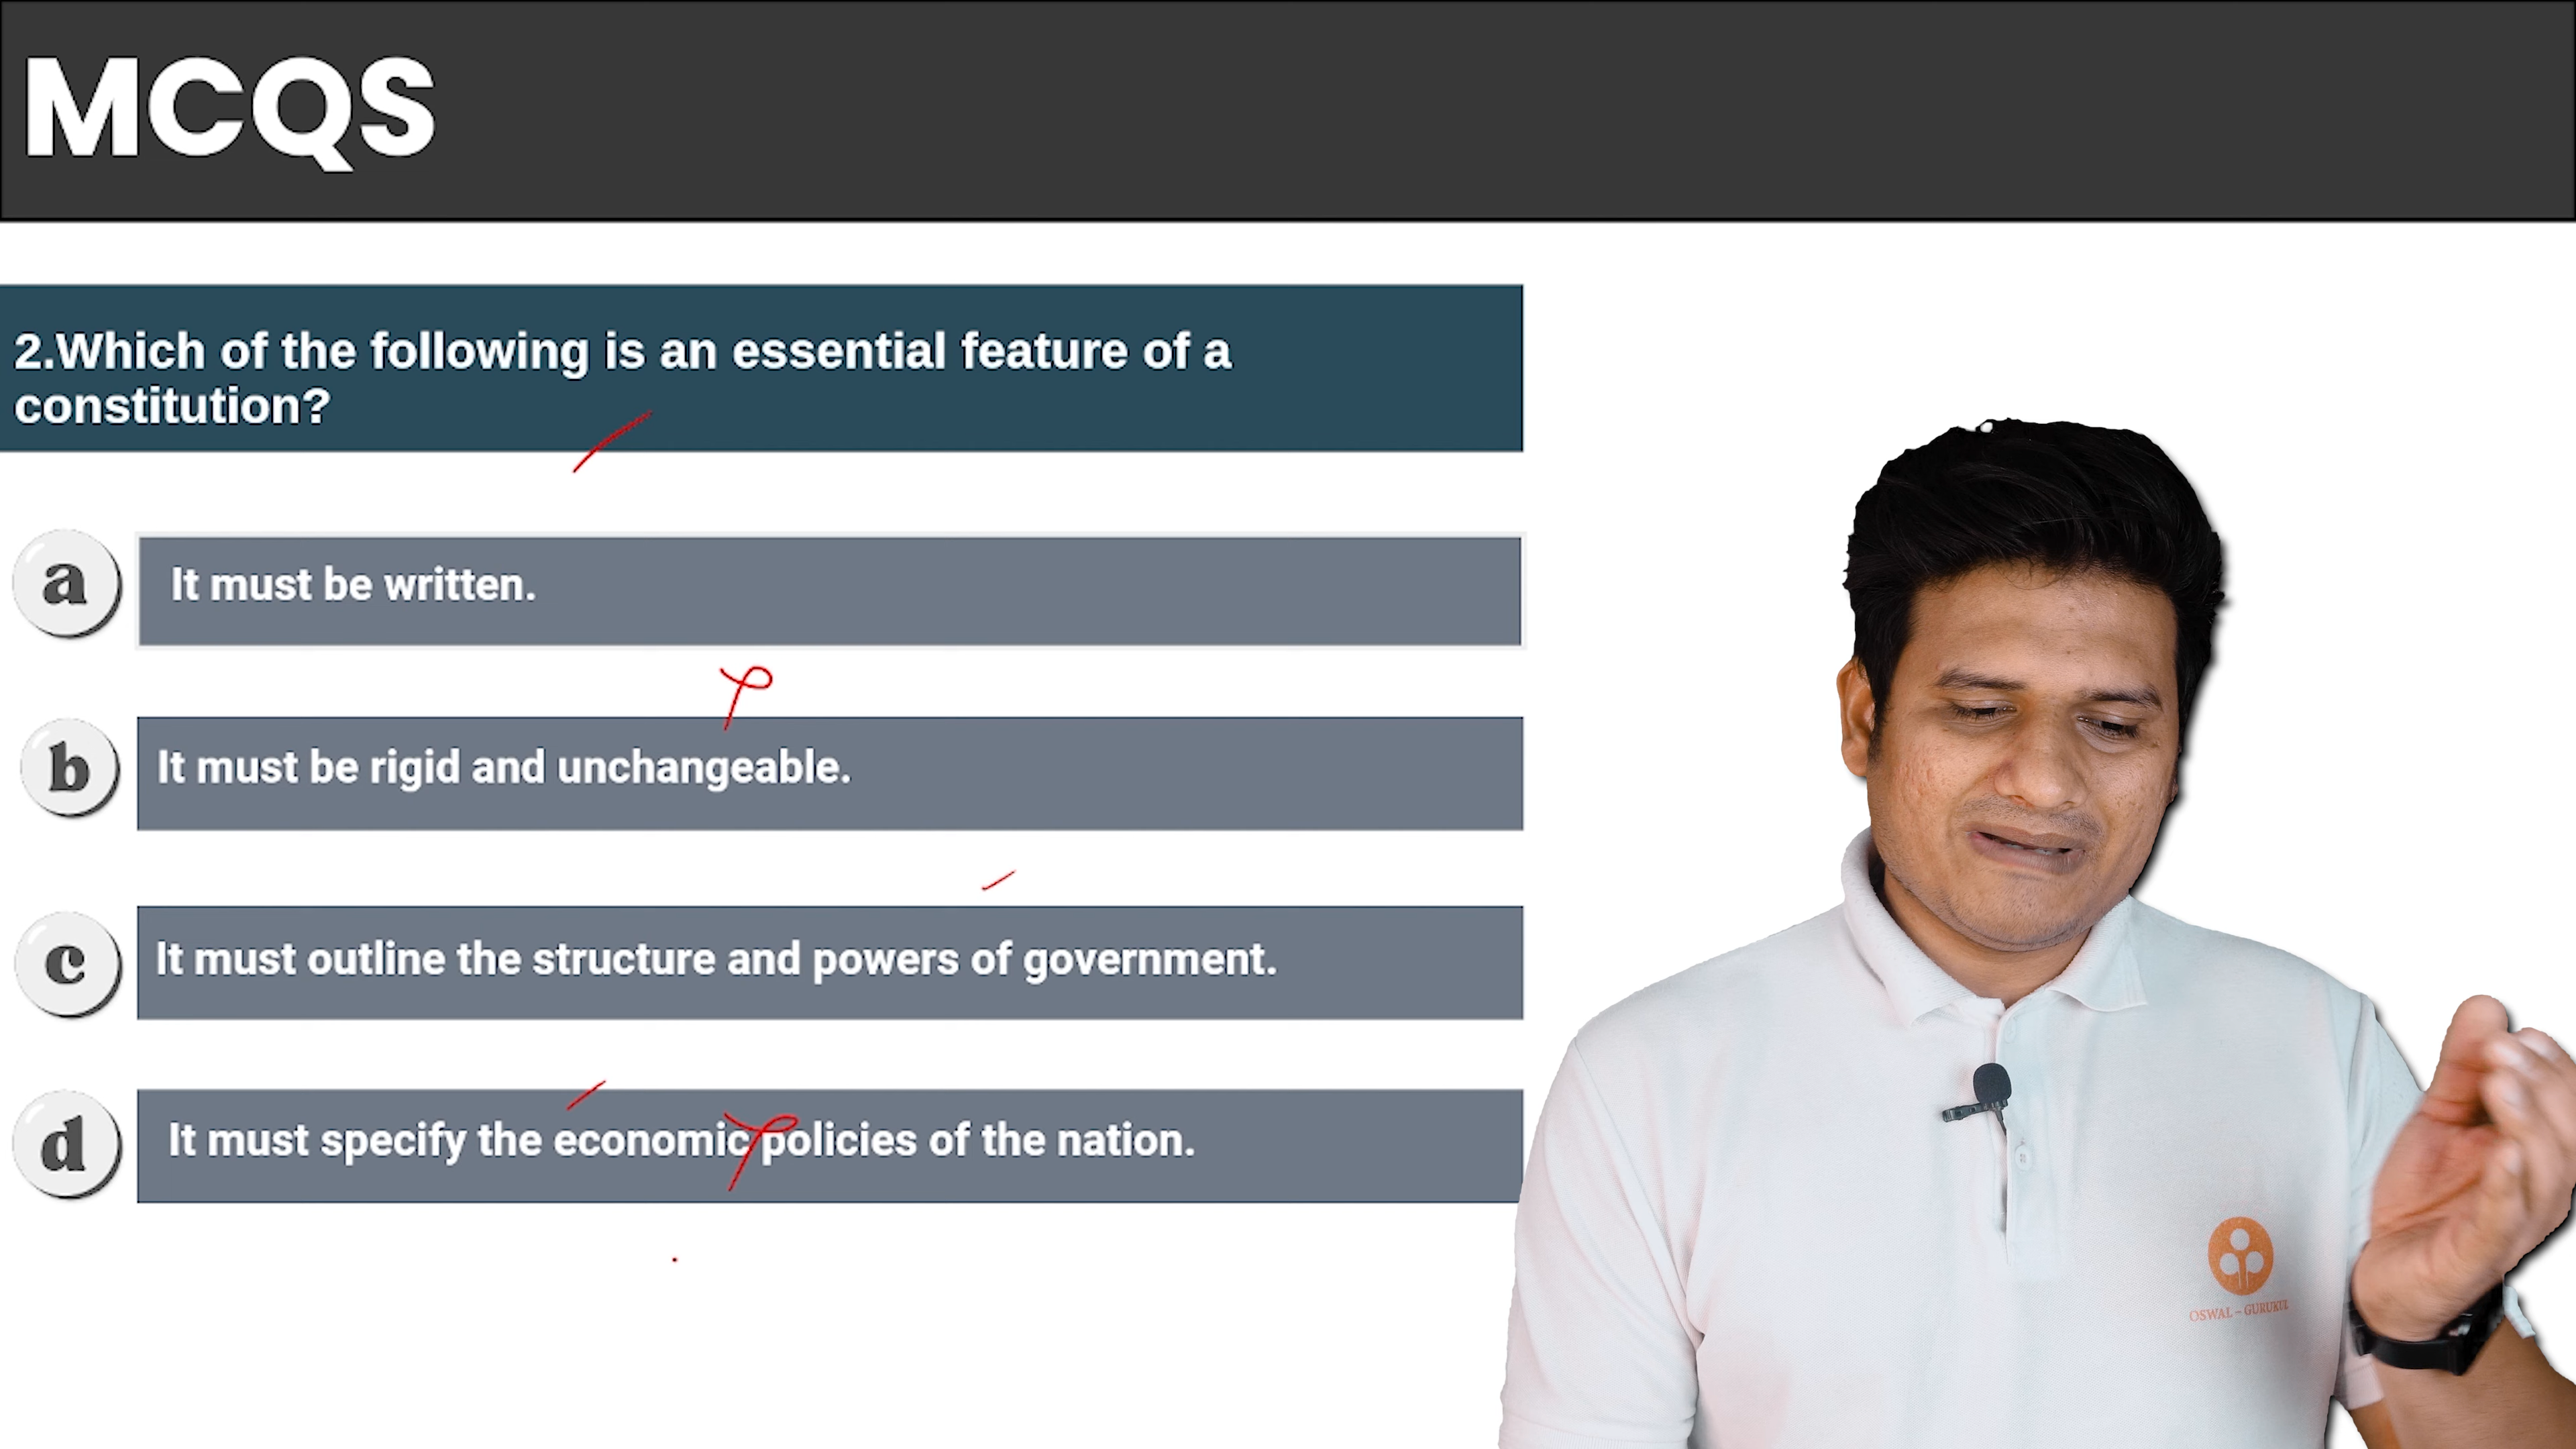 MCQS
2.Which of the following is an essential feature of a
constitution?
a
It must be written.
b
It must be rigid and unchangeable.
c
It must outline the structure and powers of government.
d
It must specify the economic policies of the nation.
OSWAL – GURUKUL